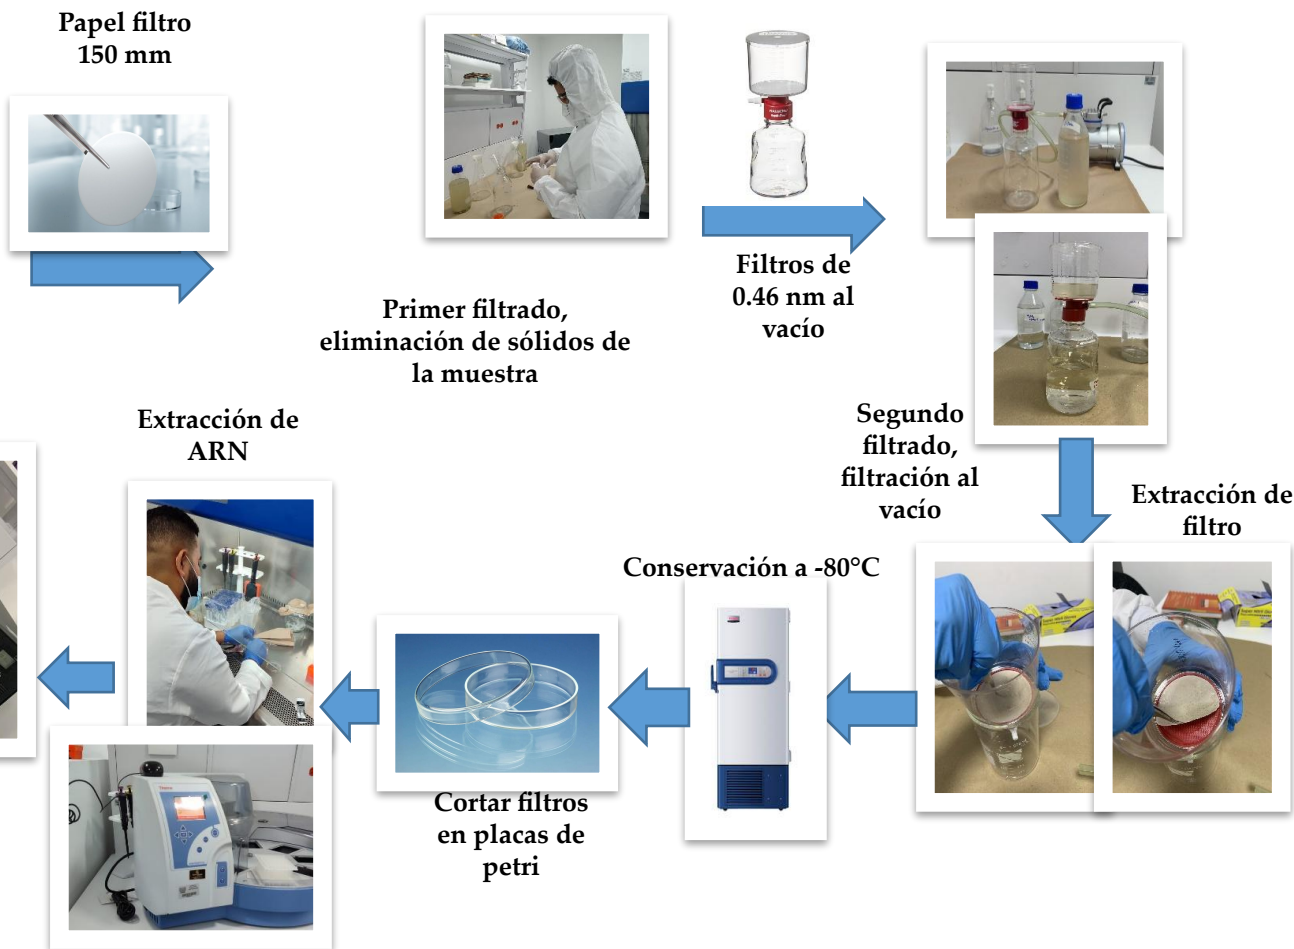 Papel filtro
150 mm
Filtros de
0.46 nm al
vacío
Primer filtrado,
eliminación de sólidos de
la muestra
Segundo
filtrado,
filtración al
vacío
Extracción de
filtro
Conservación a -80°C
Cortar filtros
en placas de
petri
Extracción de
ARN